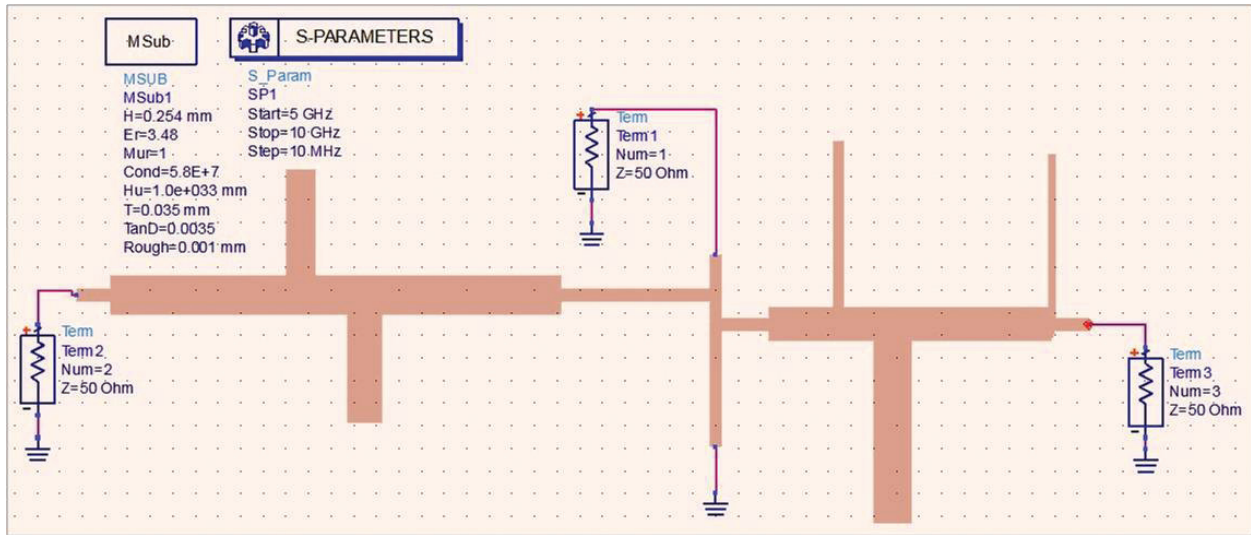 MSub
S-PARAMETERS
MSUB
MSub1
H=0.254 mm
Er=3.48
Mur=1
Cond=5.8E+7
Hu=1.0e+033 mm
T=0.035 mm
TanD=0.0035
Rough=0.001 mm
S_Param
SP1
Start=5 GHz
Stop=10 GHz
Step=10 MHz
Term
Term1
Num=1
Z=50 Ohm
Term
Term2
Num=2
Z=50 Ohm
Term
Term3
Num=3
Z=50 Ohm